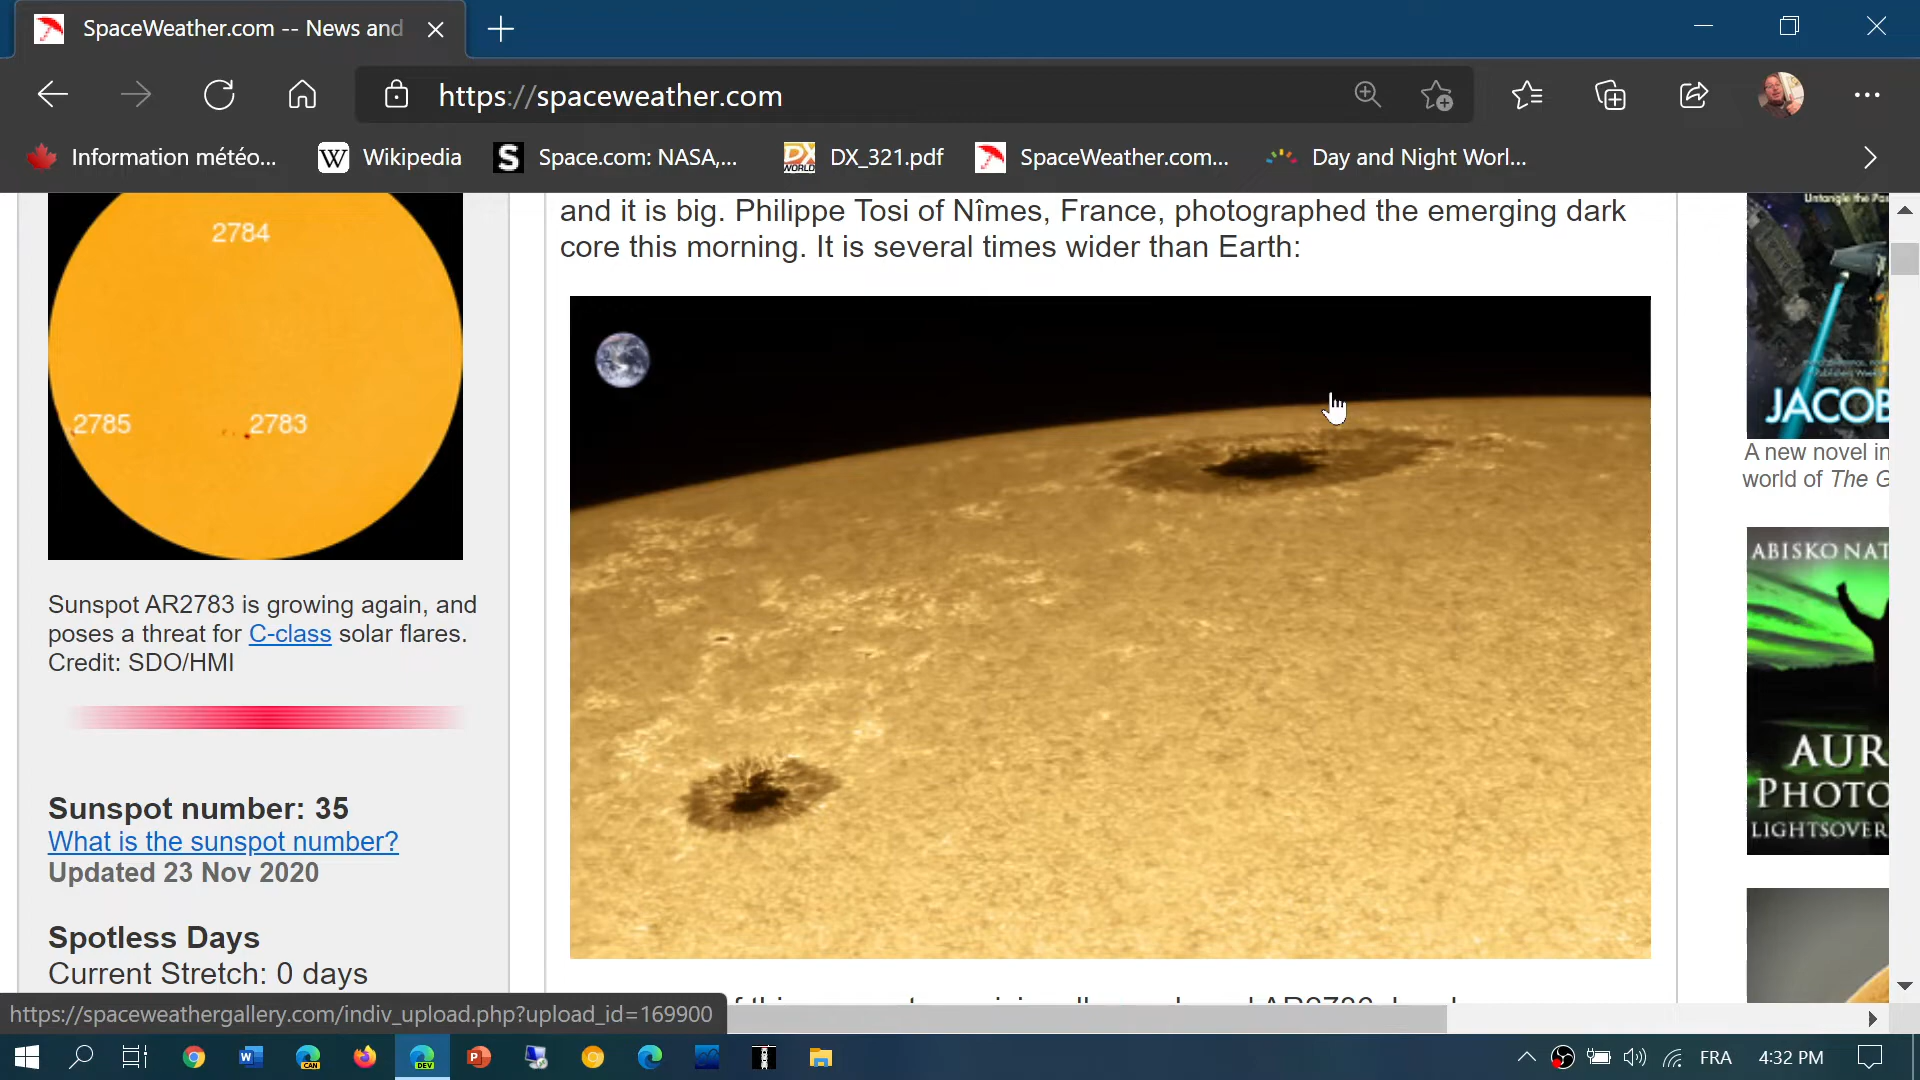 SpaceWeather.com -- News and
https://spaceweather.com
Information météo...
Wikipedia
Space.com: NASA,...
DX_321.pdf
SpaceWeather.com...
Day and Night Worl...
2784
2785
2783
Sunspot AR2783 is growing again, and
poses a threat for C-class solar flares.
Credit: SDO/HMI
Sunspot number: 35
What is the sunspot number?
Updated 23 Nov 2020
Spotless Days
Current Stretch: 0 days
and it is big. Philippe Tosi of Nîmes, France, photographed the emerging dark
core this morning. It is several times wider than Earth:
Untangle the
JACOB
A new novel in
world of The G
ABISKO NAT
AUR
PHOTO
LIGHTSOVER
https://spaceweathergallery.com/indiv_upload.php?upload_id=169900
FRA
4:32 PM